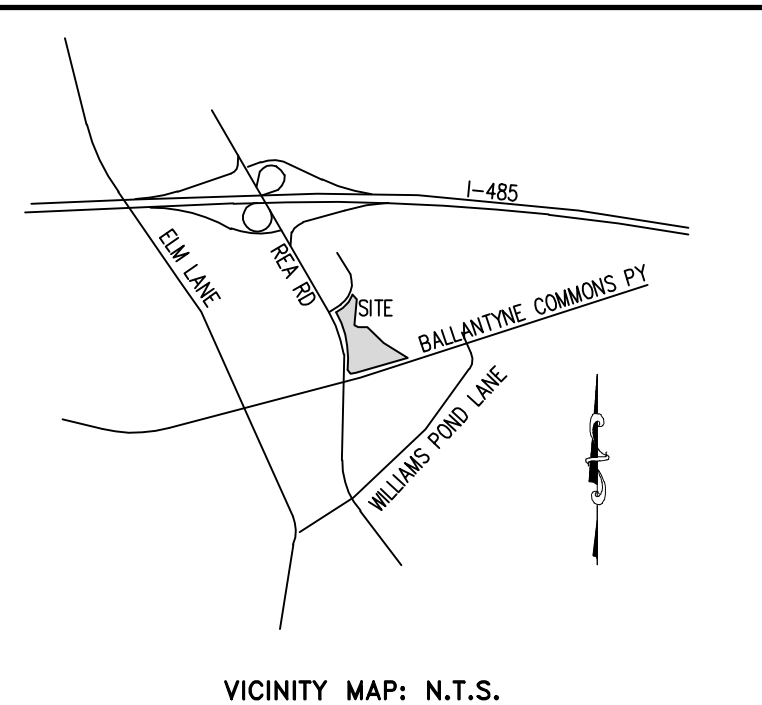 I-485
ELM LANE
REA RD
SITE
BALLANTYNE COMMONS PY
WILLIAMS POND LANE
VICINITY MAP: N.T.S.